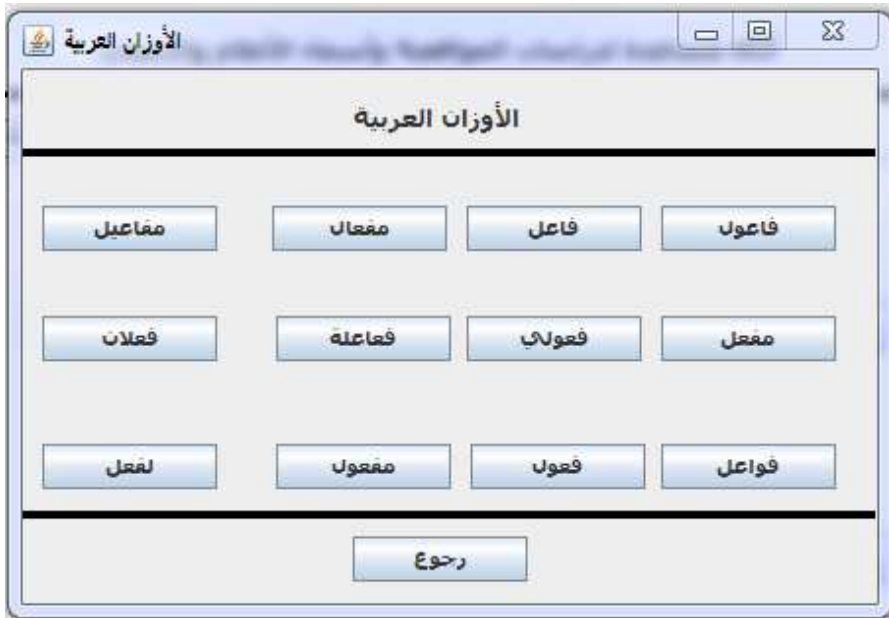 الأوزان العربية
الأوزان العربية
فاعول فاعل مفعال مفاعيل
مفعل فعولي فعاعلة فعلان
فواعل فعول مفعول لفعل
رجوع